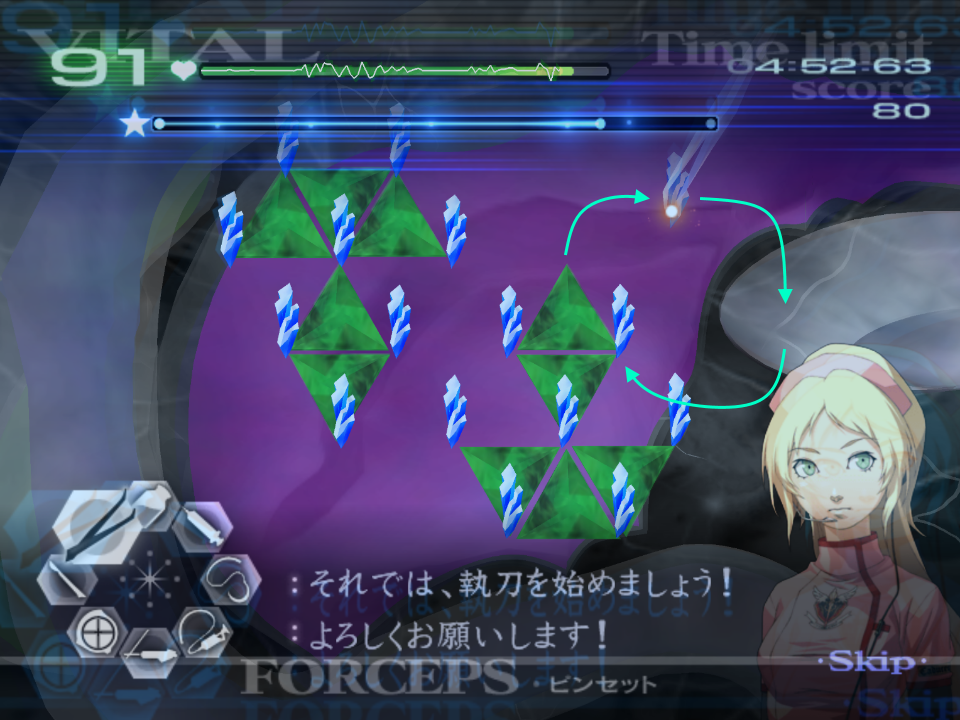 VITAL
Time limit
91
04:52:63
score
80
:それでは、執刀を始めましょう!
:よろしくお願いします!
・Skip・
FORCEPS ・ピンセット